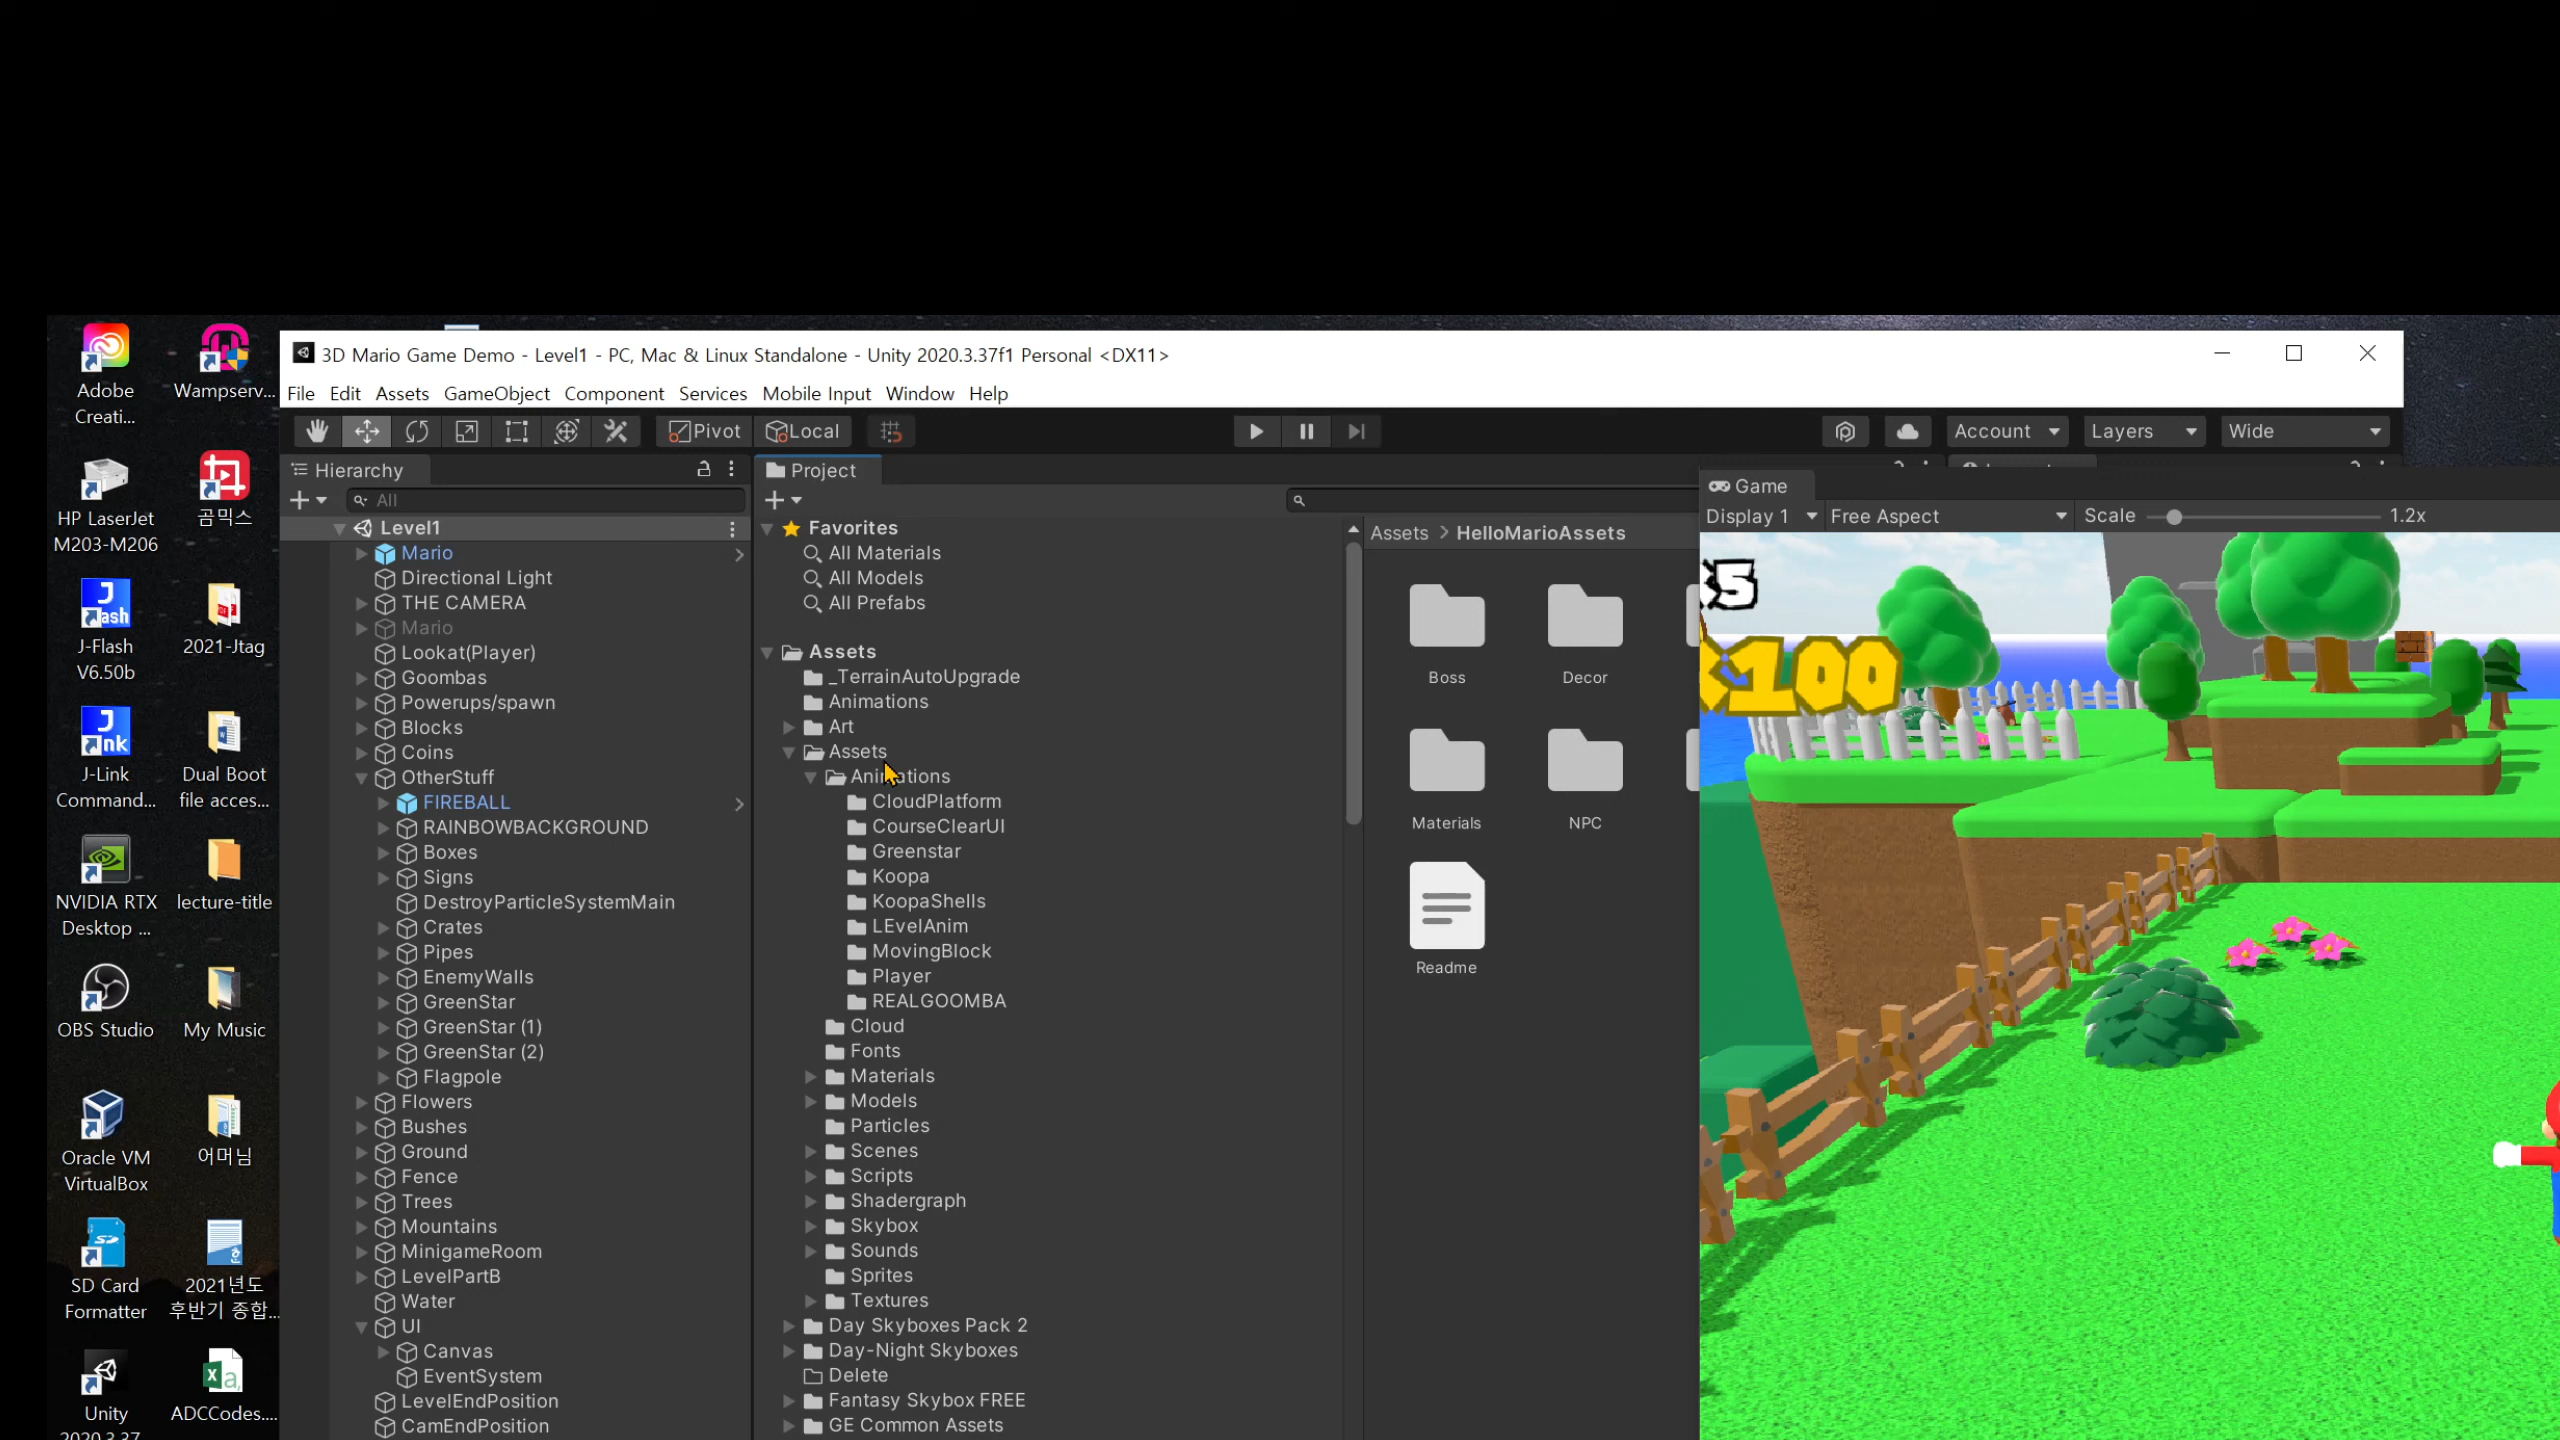 Adobe
Creati...
Wampserv...
HP LaserJet
M203-M206
곰믹스
J-Flash
V6.50b
2021-Jtag
J-Link
Command...
Dual Boot
file acces...
NVIDIA RTX
Desktop ...
lecture-title
OBS Studio
My Music
Oracle VM
VirtualBox
어머님
SD Card
Formatter
2021년도
후반기 종합...
Unity
2020.3.37
ADCCodes....
3D Mario Game Demo - Level1 - PC, Mac & Linux Standalone - Unity 2020.3.37f1 Personal <DX11>
File Edit Assets GameObject Component Services Mobile Input Window Help
Pivot Local Account Layers Wide
Hierarchy
All
Level1
Mario
Directional Light
THE CAMERA
Mario
Lookat(Player)
Goombas
Powerups/spawn
Blocks
Coins
OtherStuff
FIREBALL
RAINBOWBACKGROUND
Boxes
Signs
DestroyParticleSystemMain
Crates
Pipes
EnemyWalls
GreenStar
GreenStar (1)
GreenStar (2)
Flagpole
Flowers
Bushes
Ground
Fence
Trees
Mountains
MinigameRoom
LevelPartB
Water
UI
Canvas
EventSystem
LevelEndPosition
CamEndPosition
Project
Favorites
All Materials
All Models
All Prefabs
Assets
_TerrainAutoUpgrade
Animations
Art
Assets
Animations
CloudPlatform
CourseClearUI
Greenstar
Koopa
KoopaShells
LEvelAnim
MovingBlock
Player
REALGOOMBA
Cloud
Fonts
Materials
Models
Particles
Scenes
Scripts
Shadergraph
Skybox
Sounds
Sprites
Textures
Day Skyboxes Pack 2
Day-Night Skyboxes
Delete
Fantasy Skybox FREE
GE Common Assets
Assets > HelloMarioAssets
Boss
Decor
Materials
NPC
Readme
Game
Display 1 Free Aspect Scale 1.2x
x5
x100